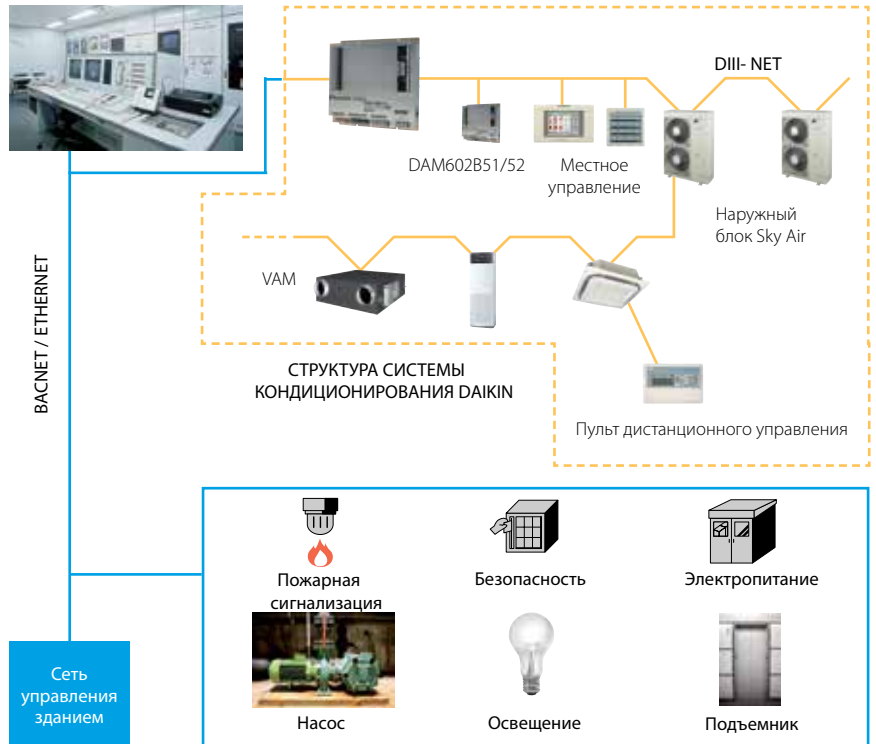 DIII- NET
DAM602B51/52
Местное
управление
Наружный
блок Sky Air
VAM
BACNET / ETHERNET
СТРУКТУРА СИСТЕМЫ
КОНДИЦИОНИРОВАНИЯ DAIKIN
Пульт дистанционного управления
Пожарная
сигнализация
Безопасность
Электропитание
Сеть
управления
зданием
Насос
Освещение
Подъемник